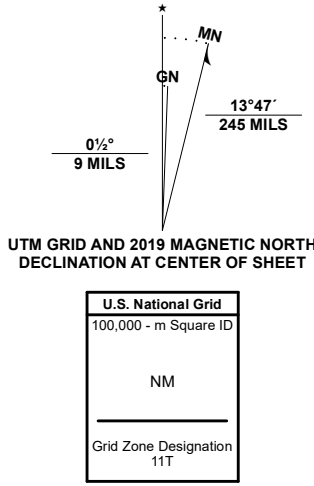 ★
MN
GN
13°47´
245 MILS
0½°
9 MILS
UTM GRID AND 2019 MAGNETIC NORTH
DECLINATION AT CENTER OF SHEET
U.S. National Grid
100,000 - m Square ID
NM
Grid Zone Designation
11T